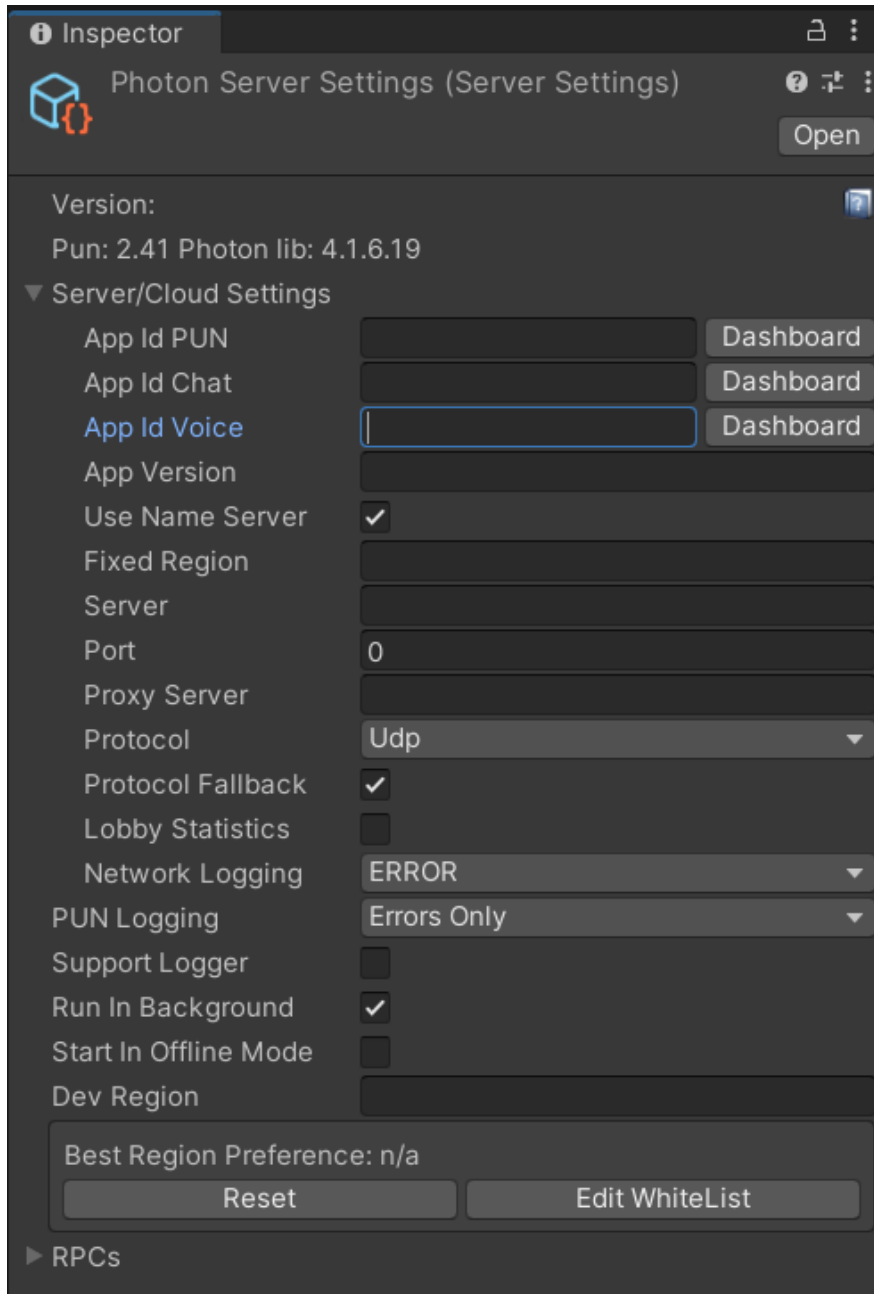 Inspector
Photon Server Settings (Server Settings)
Open
Version:
Pun: 2.41 Photon lib: 4.1.6.19
Server/Cloud Settings
App Id PUN Dashboard
App Id Chat Dashboard
App Id Voice Dashboard
App Version
Use Name Server
Fixed Region
Server
Port 0
Proxy Server
Protocol Udp
Protocol Fallback
Lobby Statistics
Network Logging ERROR
PUN Logging Errors Only
Support Logger
Run In Background
Start In Offline Mode
Dev Region
Best Region Preference: n/a
Reset Edit WhiteList
RPCs